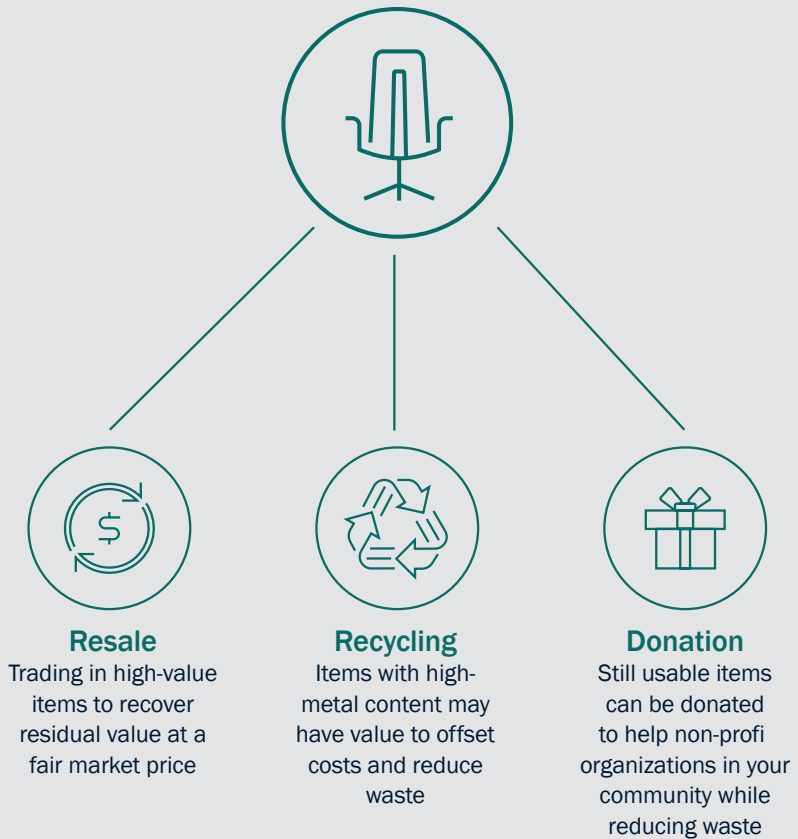 $
Resale
Trading in high-value
items to recover
residual value at a
fair market price
Recycling
Items with high-
metal content may
have value to offset
costs and reduce
waste
Donation
Still usable items
can be donated
to help non-profi
organizations in your
community while
reducing waste